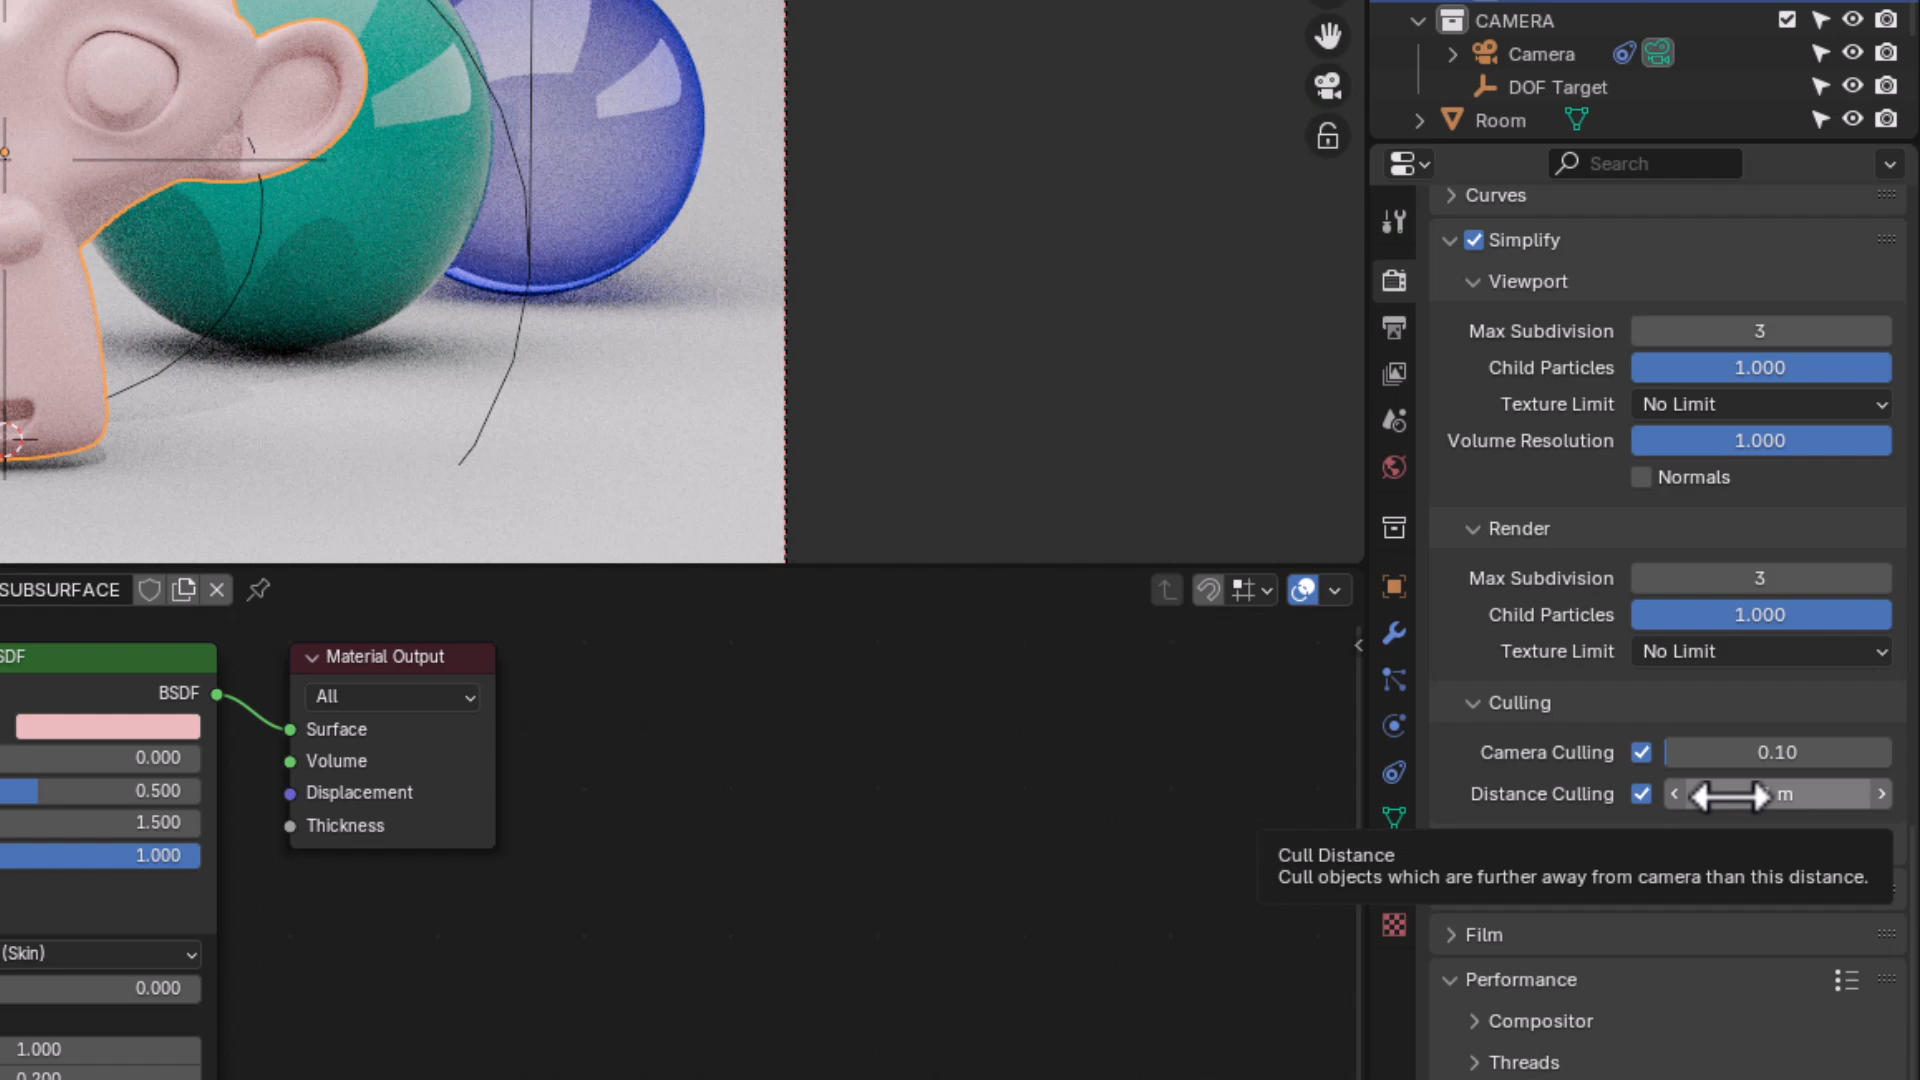 CAMERA
Camera
DOF Target
Room
Search
Curves
Simplify
Viewport
Max Subdivision 3
Child Particles 1.000
Texture Limit No Limit
Volume Resolution 1.000
Normals
Render
Max Subdivision 3
Child Particles 1.000
Texture Limit No Limit
Culling
Camera Culling 0.10
Distance Culling m
Cull Distance
Cull objects which are further away from camera than this distance.
Film
Performance
Compositor
Threads
SUBSURFACE
SDF
BSDF
0.000
0.500
1.500
1.000
(Skin)
0.000
1.000
0.200
Material Output
All
Surface
Volume
Displacement
Thickness